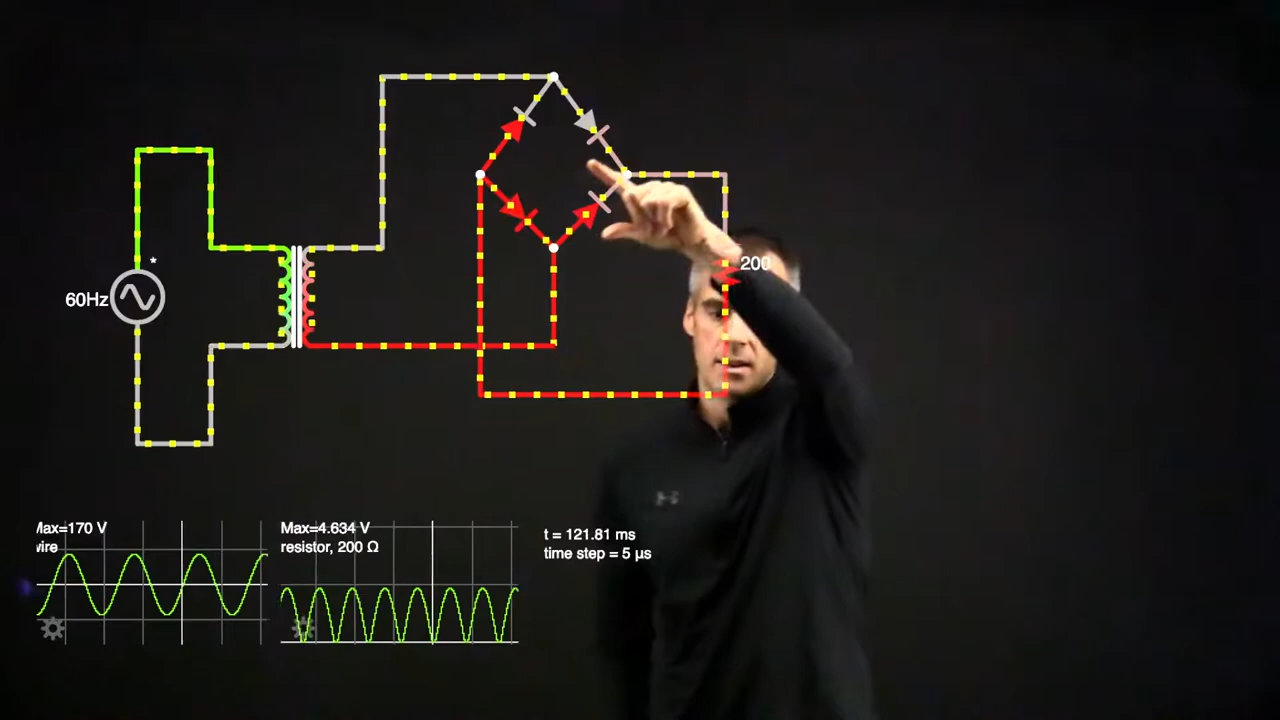 60Hz
*
200
Max=170 V
Max=4.634 V
resistor, 200 Ω
t = 121.81 ms
time step = 5 µs